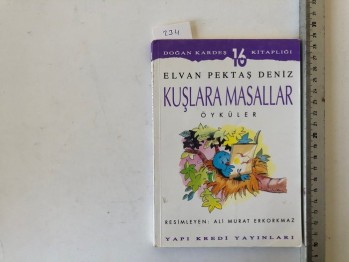 234
DOĞAN KARDEŞ 16 KİTAPLIĞI
ELVAN PEKTAŞ DENİZ
KUŞLARA MASALLAR
ÖYKÜLER
RESİMLEYEN: ALİ MURAT ERKORKMAZ
YAPI KREDİ YAYINLARI